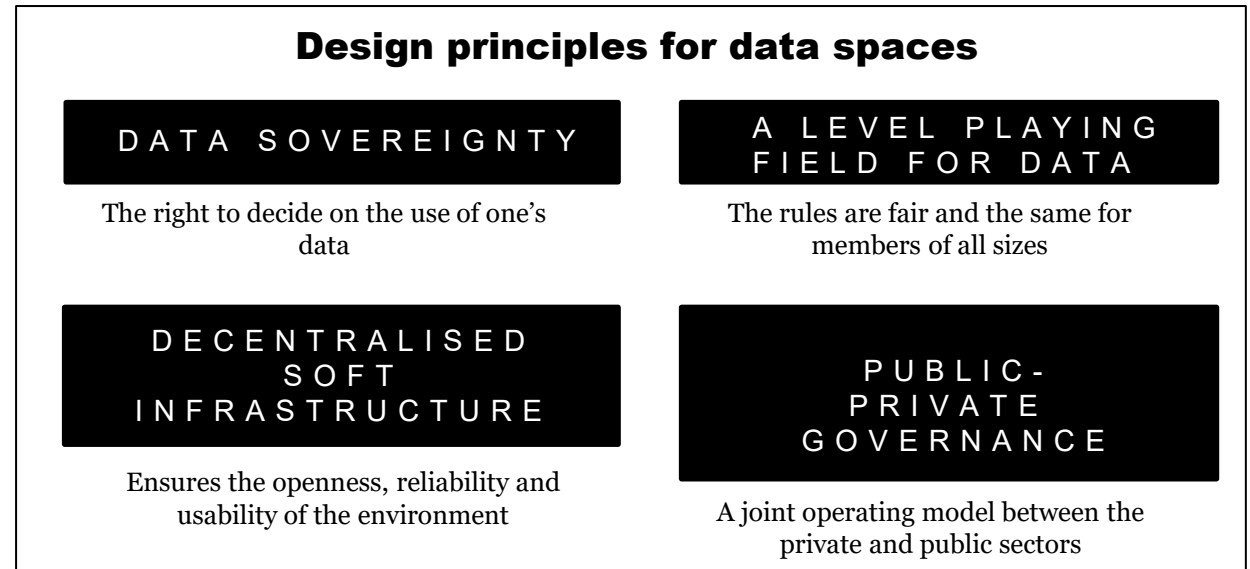 Design principles for data spaces
DATA SOVEREIGNTY
The right to decide on the use of one’s
data
A LEVEL PLAYING
FIELD FOR DATA
The rules are fair and the same for
members of all sizes
DECENTRALISED
SOFT
INFRASTRUCTURE
Ensures the openness, reliability and
usability of the environment
PUBLIC-
PRIVATE
GOVERNANCE
A joint operating model between the
private and public sectors